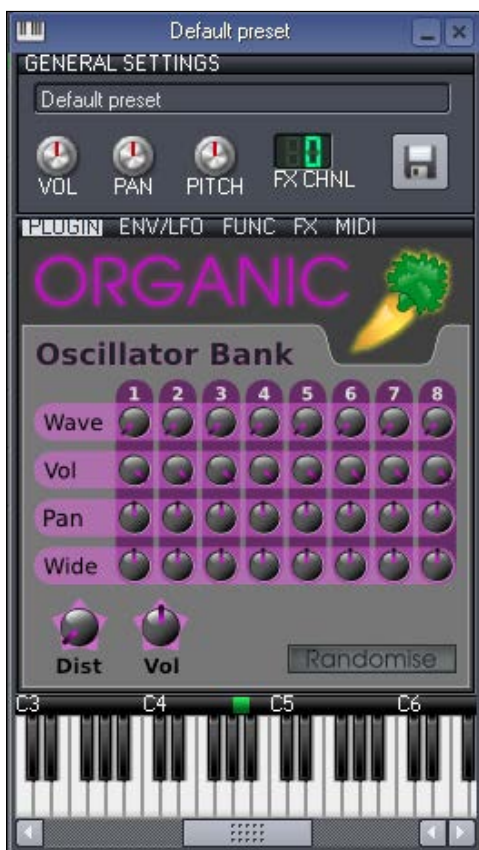 Default preset
GENERAL SETTINGS
Default preset
VOL PAN PITCH FX CHNL
0
PLUGIN ENV/LFO FUNC FX MIDI
ORGANIC
Oscillator Bank
1 2 3 4 5 6 7 8
Wave
Vol
Pan
Wide
Dist Vol
Randomise
C3 C4 C5 C6